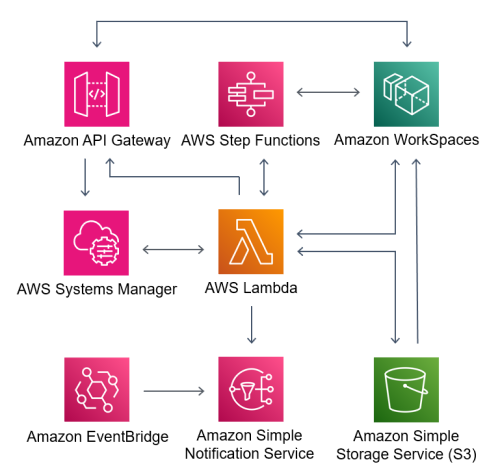 Amazon API Gateway
AWS Step Functions
Amazon WorkSpaces
AWS Systems Manager
AWS Lambda
Amazon EventBridge
Amazon Simple
Notification Service
Amazon Simple
Storage Service (S3)